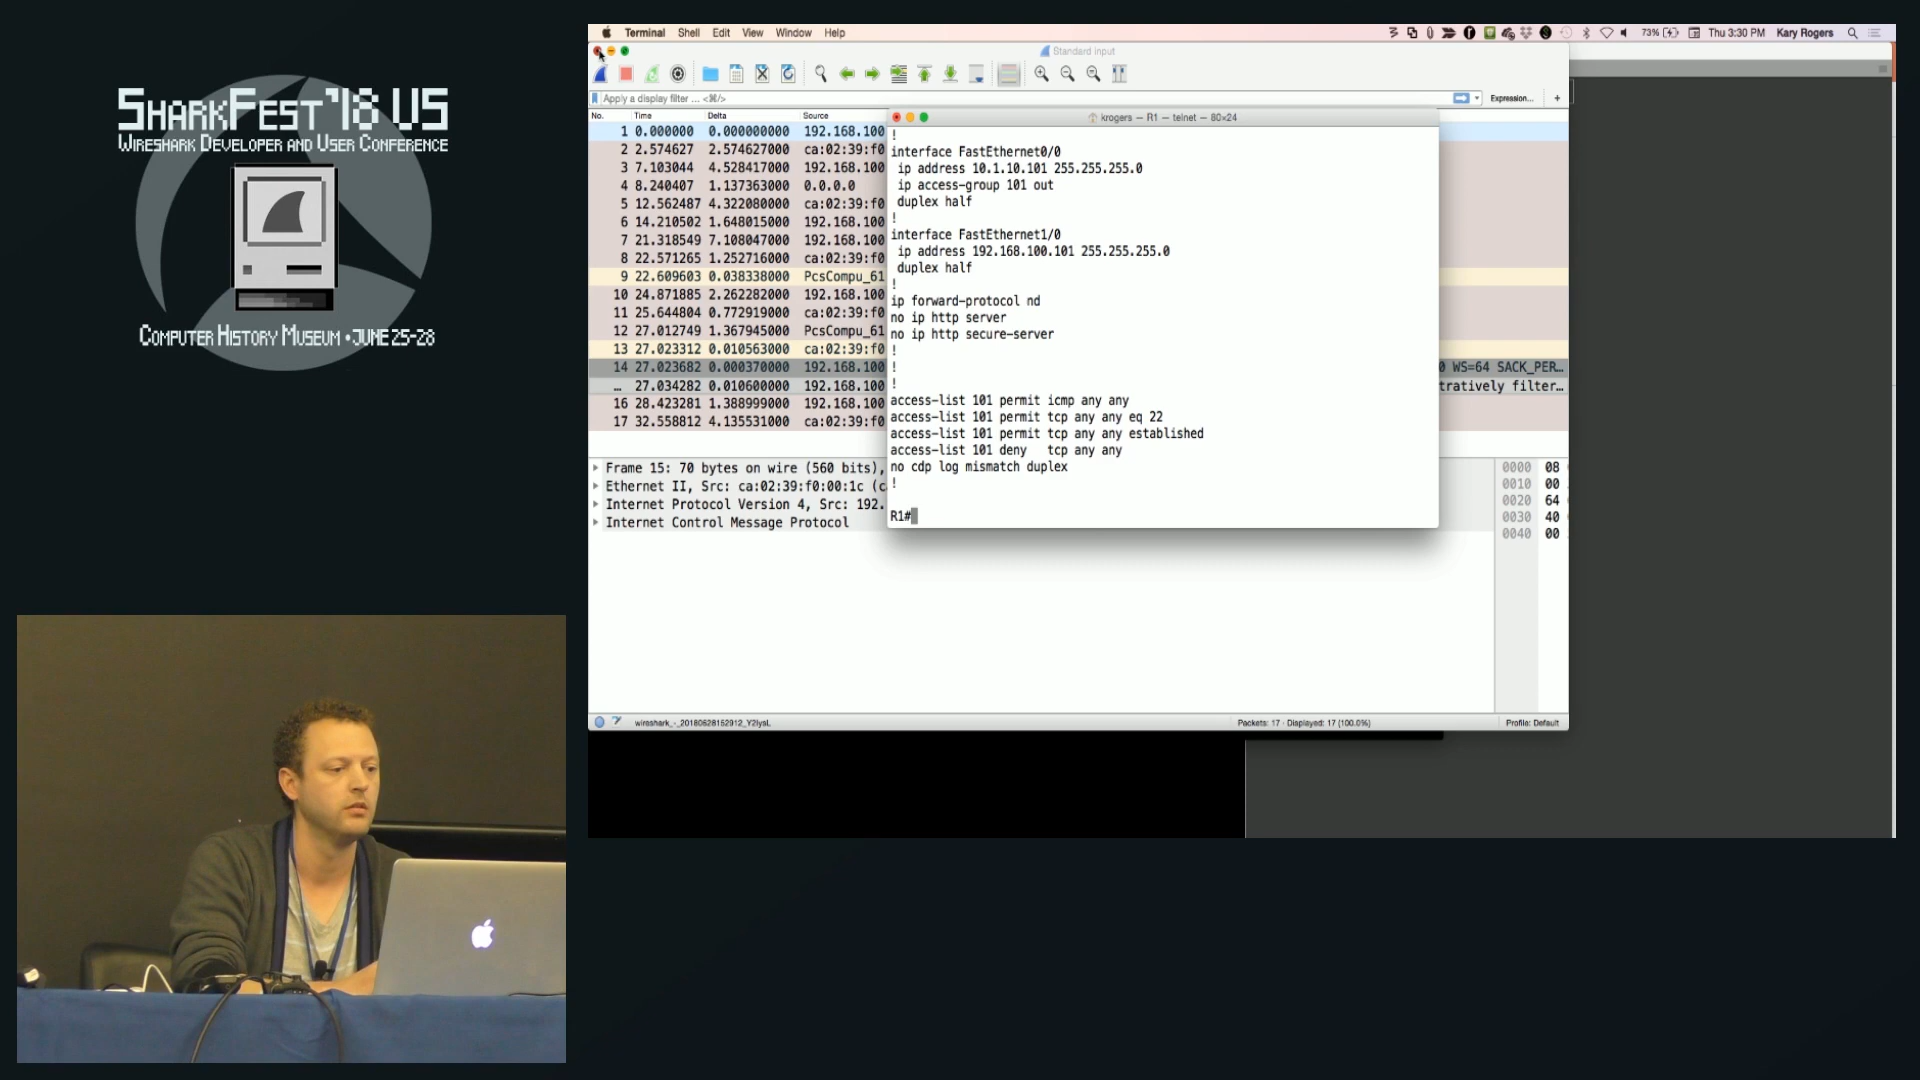 SHARKFEST '18 US
WIRESHARK DEVELOPER AND USER CONFERENCE
COMPUTER HISTORY MUSEUM • JUNE 25-28
Terminal Shell Edit View Window Help
73% Thu 3:30 PM Kary Rogers
Standard input
Apply a display filter ... <⌘/>
Expression... +
No. Time Delta Source
1 0.000000 0.000000000 192.168.100
2 2.574627 2.574627000 ca:02:39:f0
3 7.103044 4.528417000 192.168.100
4 8.240407 1.137363000 0.0.0.0
5 12.562487 4.322080000 ca:02:39:f0
6 14.210502 1.648015000 192.168.100
7 21.318549 7.108047000 192.168.100
8 22.571265 1.252716000 ca:02:39:f0
9 22.609603 0.038338000 PcsCompu_61
10 24.871885 2.262282000 192.168.100
11 25.644804 0.772919000 192.168.100
12 27.012749 1.367945000 PcsCompu_61
13 27.023312 0.010563000 ca:02:39:f0
14 27.023682 0.000370000 192.168.100 0 WS=64 SACK_PER…
… 27.034282 0.010600000 192.168.100 tratively filter…
16 28.423281 1.388999000 192.168.100
17 32.558812 4.135531000 ca:02:39:f0
krogers — R1 — telnet — 80×24
!
interface FastEthernet0/0
ip address 10.1.10.101 255.255.255.0
ip access-group 101 out
duplex half
!
interface FastEthernet1/0
ip address 192.168.100.101 255.255.255.0
duplex half
!
ip forward-protocol nd
no ip http server
no ip http secure-server
!
!
!
access-list 101 permit icmp any any
access-list 101 permit tcp any any eq 22
access-list 101 permit tcp any any established
access-list 101 deny   tcp any any
no cdp log mismatch duplex
!
R1#
Frame 15: 70 bytes on wire (560 bits),
Ethernet II, Src: ca:02:39:f0:00:1c (c
Internet Protocol Version 4, Src: 192.
Internet Control Message Protocol
0000 08
0010 00
0020 64
0030 40
0040 00
wireshark_-_20180628152912_Y2lysL
Packets: 17 · Displayed: 17 (100.0%)
Profile: Default